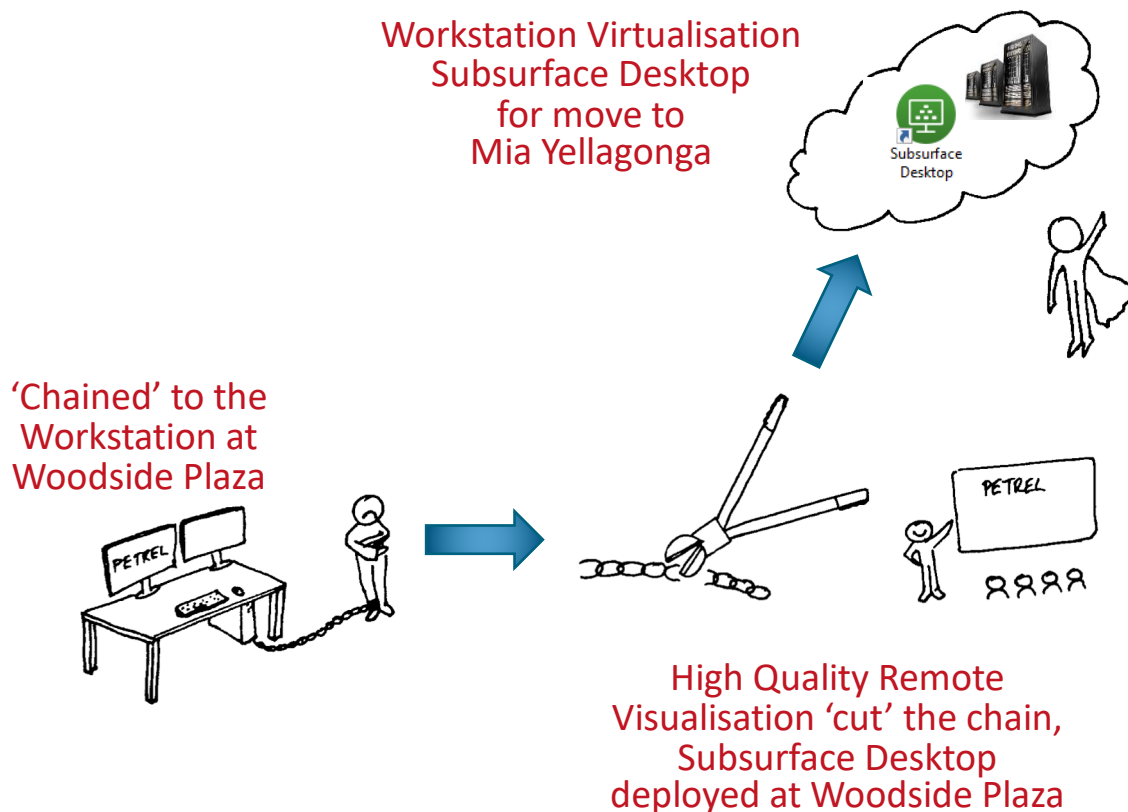 Workstation Virtualisation
Subsurface Desktop
for move to
Mia Yellagonga
Subsurface
Desktop
‘Chained’ to the
Workstation at
Woodside Plaza
PETREL
PETREL
High Quality Remote
Visualisation ‘cut’ the chain,
Subsurface Desktop
deployed at Woodside Plaza